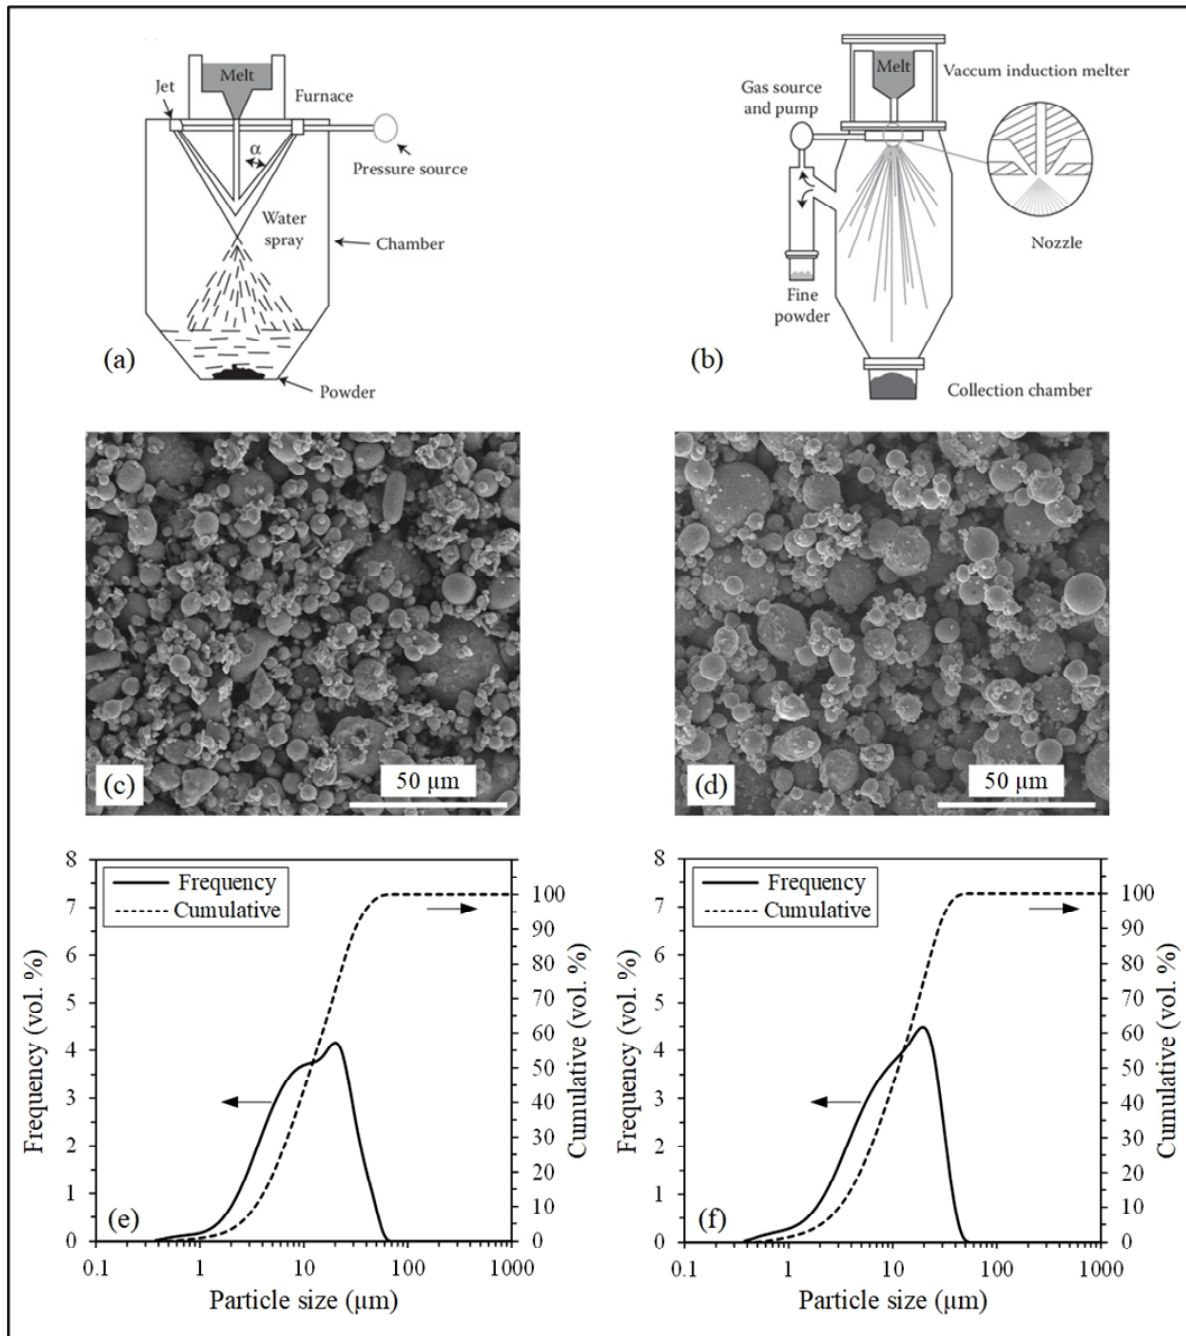 Melt
Jet
Furnace
α
Pressure source
Water
spray
Chamber
(a)
Powder
Melt
Vaccum induction melter
Gas source
and pump
Nozzle
Fine
powder
(b)
Collection chamber
(c)
50 µm
(d)
50 µm
8
7
6
5
4
3
2
1
0
Frequency (vol. %)
Frequency
Cumulative
100
90
80
70
60
50
40
30
20
10
0
Cumulative (vol. %)
(e)
0.1
1
10
100
1000
Particle size (µm)
8
7
6
5
4
3
2
1
0
Frequency (vol. %)
Frequency
Cumulative
100
90
80
70
60
50
40
30
20
10
0
Cumulative (vol. %)
(f)
0.1
1
10
100
1000
Particle size (µm)